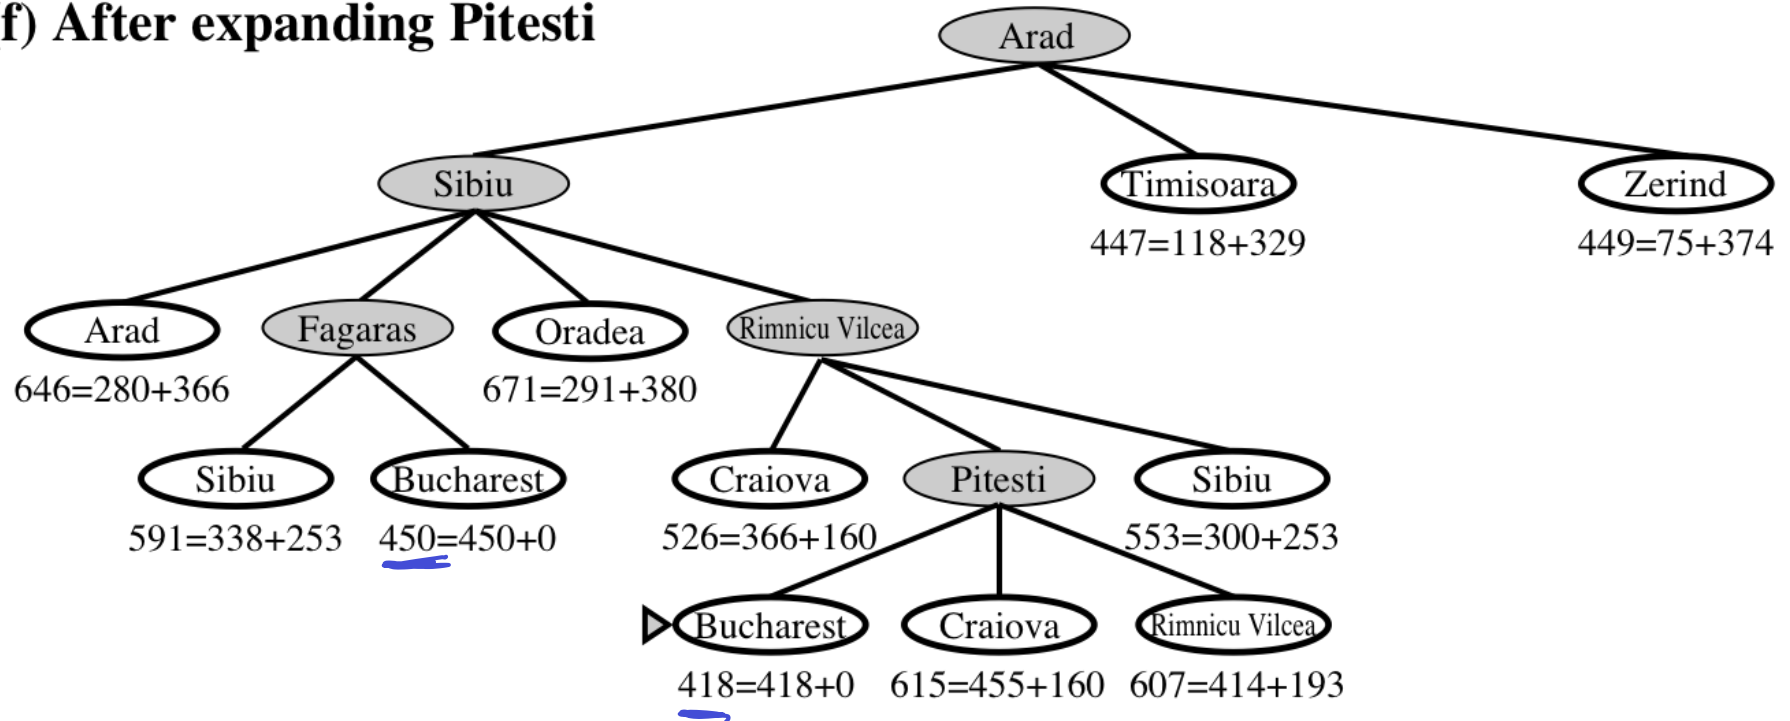 f) After expanding Pitesti
Arad
Sibiu
Timisoara
Zerind
447=118+329
449=75+374
Arad
Fagaras
Oradea
Rimnicu Vilcea
646=280+366
671=291+380
Sibiu
Bucharest
Craiova
Pitesti
Sibiu
591=338+253
450=450+0
526=366+160
553=300+253
Bucharest
Craiova
Rimnicu Vilcea
418=418+0
615=455+160
607=414+193